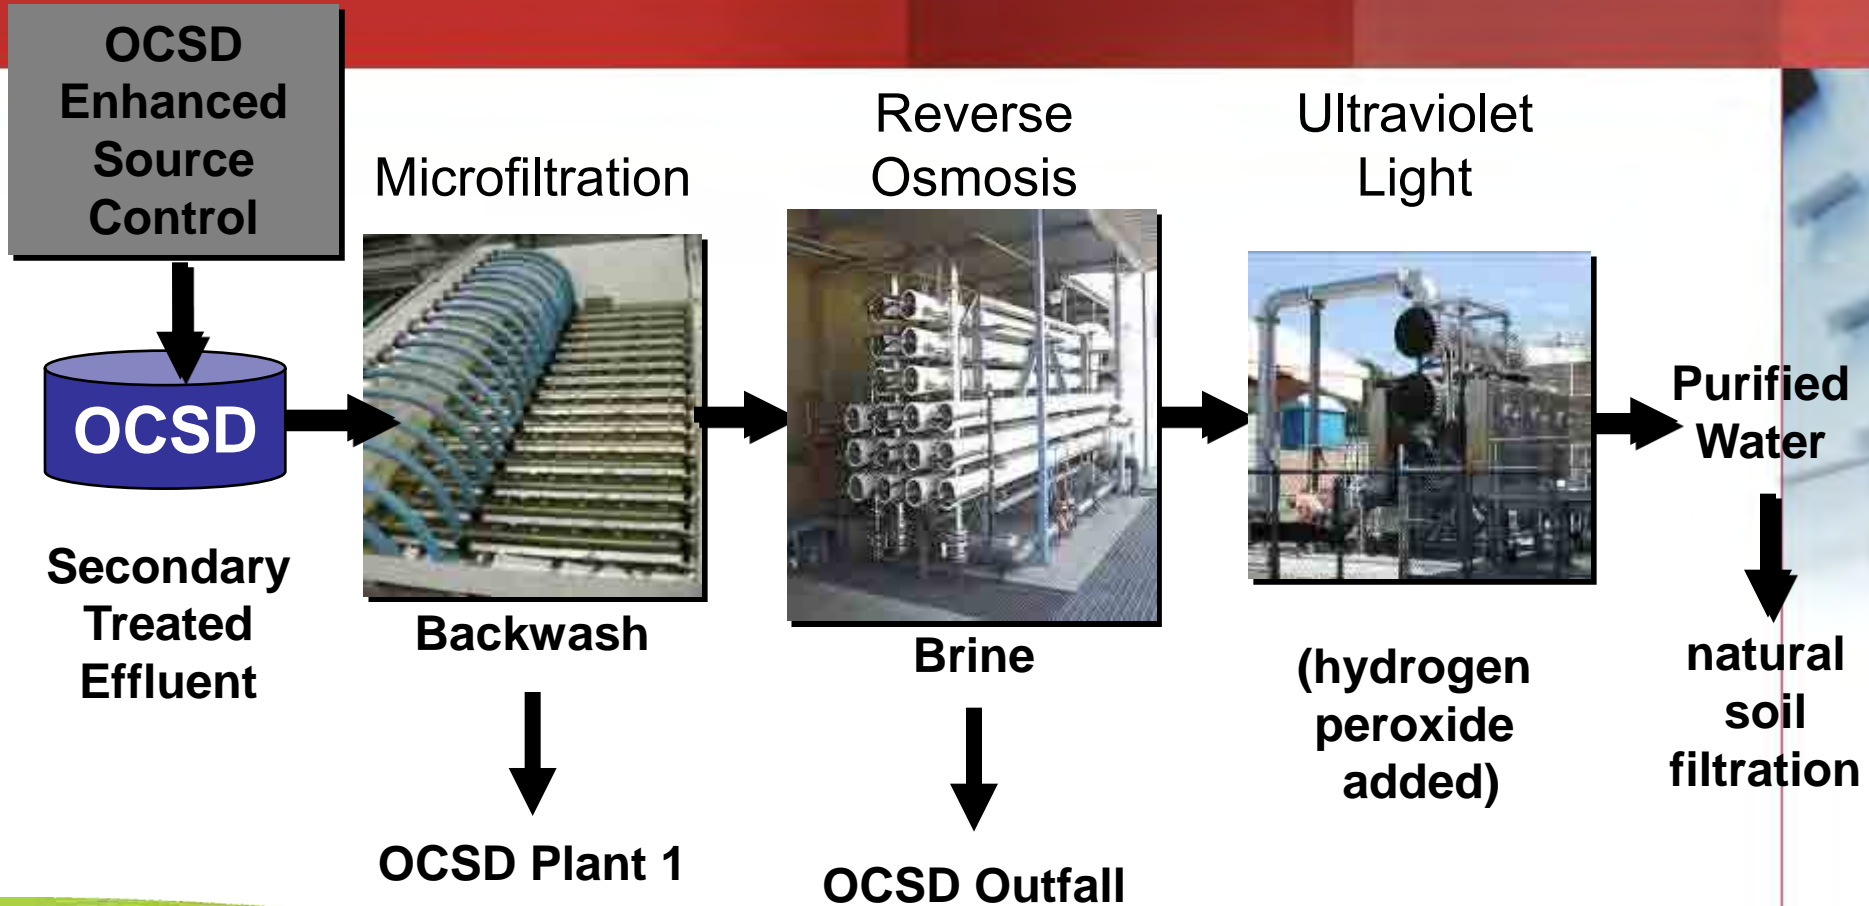 OCSD
Enhanced
Source
Control
Microfiltration
Reverse
Osmosis
Ultraviolet
Light
OCSD
Purified
Water
Secondary
Treated
Effluent
Backwash
Brine
(hydrogen
peroxide
added)
natural
soil
filtration
OCSD Plant 1
OCSD Outfall